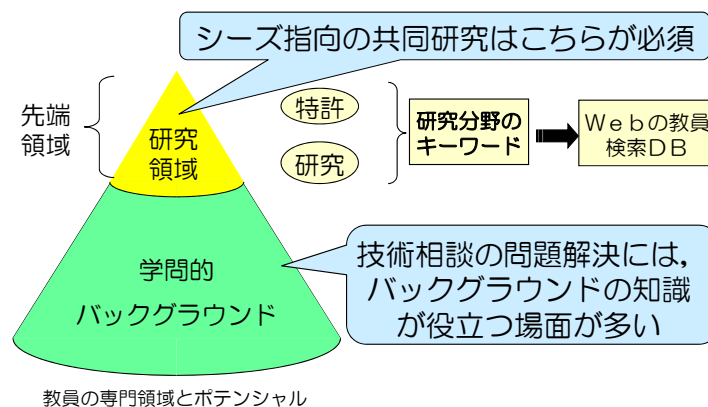 シーズ指向の共同研究はこちらが必須
先端
領域
研究
領域
特許
研究
研究分野の
キーワード
Ｗｅｂの教員
検索ＤＢ
学問的
バックグラウンド
技術相談の問題解決には，
バックグラウンドの知識
が役立つ場面が多い
教員の専門領域とポテンシャル